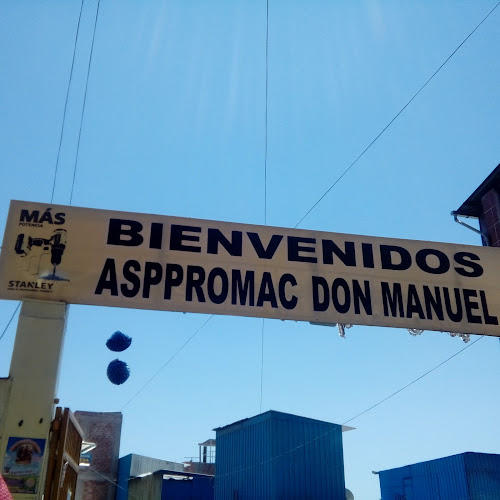 MÁS
POTENCIA
STANLEY
BIENVENIDOS
ASPPROMAC DON MANUEL